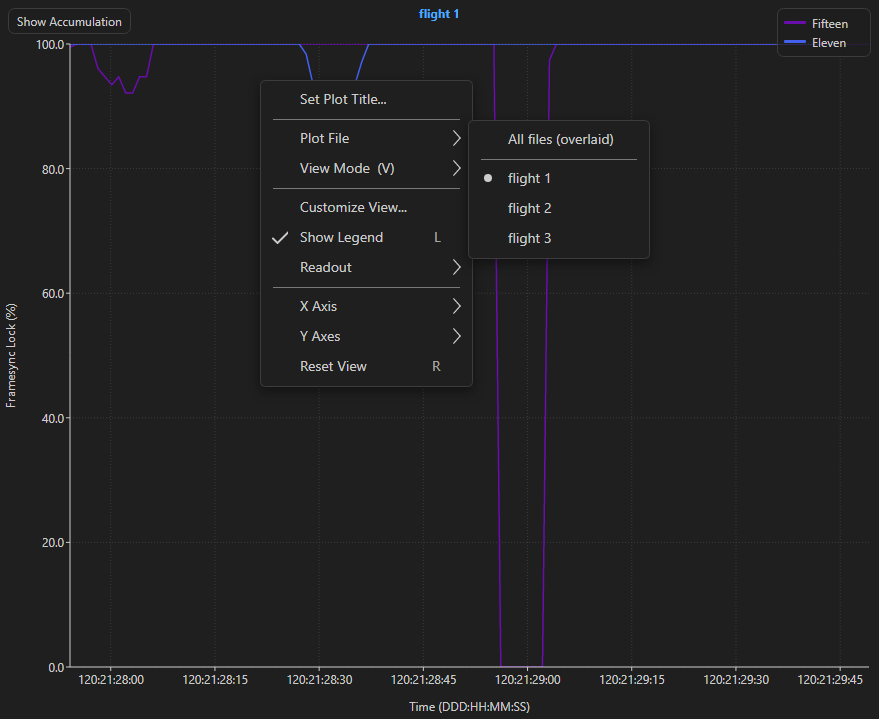 Show Accumulation
flight 1
Fifteen
Eleven
100.0
80.0
60.0
40.0
20.0
0.0
Framesync Lock (%)
Set Plot Title...
Plot File
View Mode (V)
Customize View...
Show Legend L
Readout
X Axis
Y Axes
Reset View R
All files (overlaid)
flight 1
flight 2
flight 3
120:21:28:00 120:21:28:15 120:21:28:30 120:21:28:45 120:21:29:00 120:21:29:15 120:21:29:30 120:21:29:45
Time (DDD:HH:MM:SS)